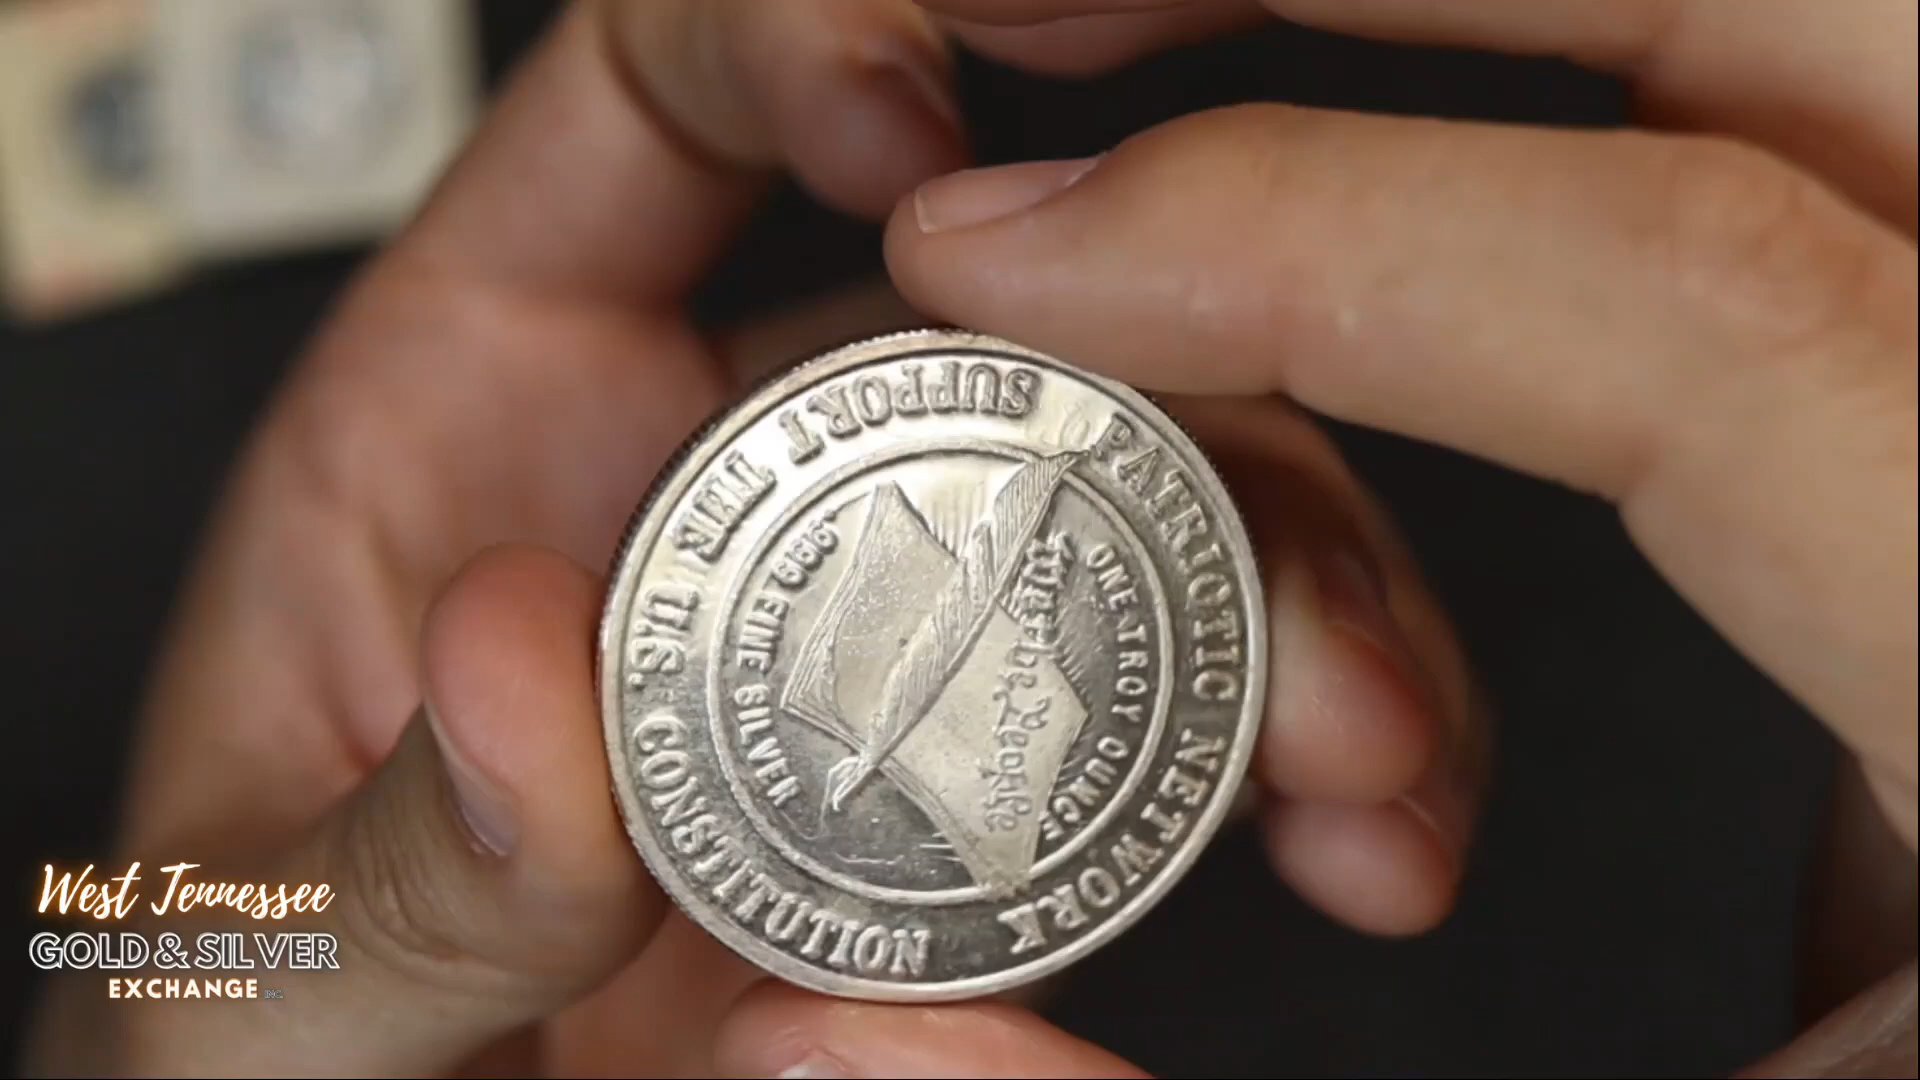 PATRIOTIC NETWORK
SUPPORT THE U.S. CONSTITUTION
ONE TROY OUNCE
.999 FINE SILVER
We the People
West Tennessee
GOLD & SILVER
EXCHANGE INC.